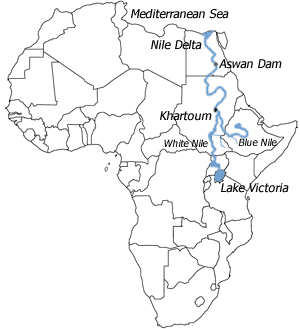 Mediterranean Sea
Nile Delta
Aswan Dam
Khartoum
White Nile
Blue Nile
Lake Victoria